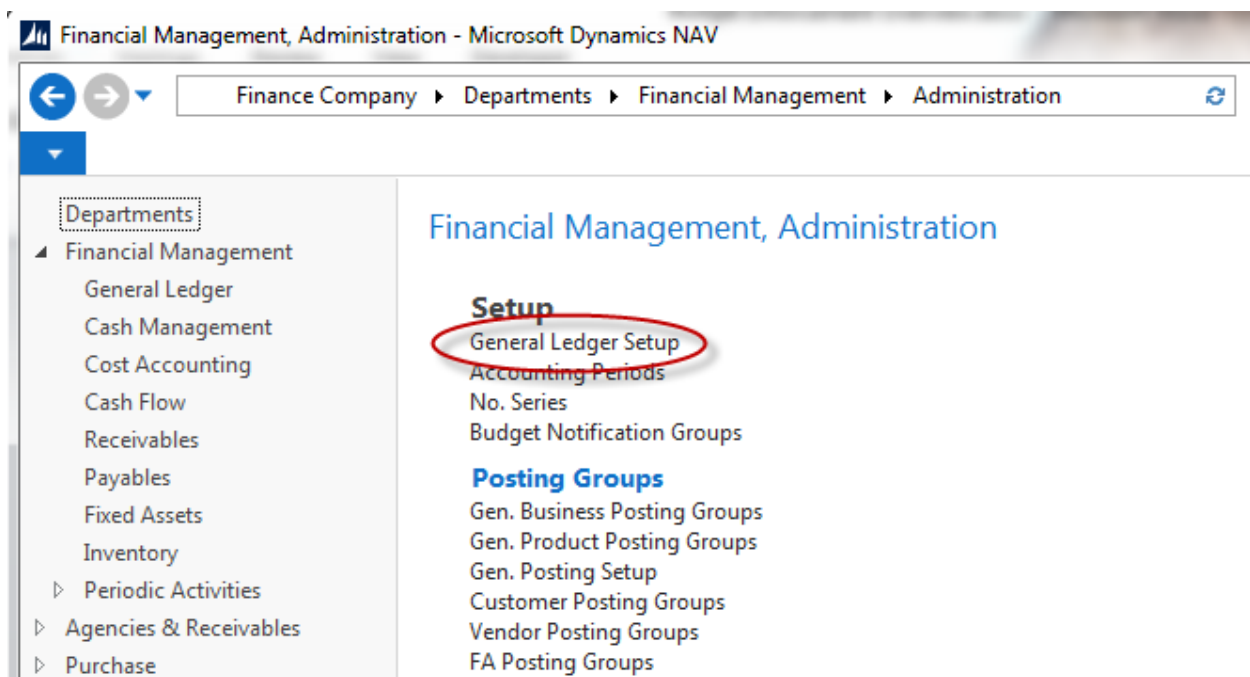 Financial Management, Administration - Microsoft Dynamics NAV
Finance Company Departments Financial Management Administration
Departments
Financial Management
General Ledger
Cash Management
Cost Accounting
Cash Flow
Receivables
Payables
Fixed Assets
Inventory
Periodic Activities
Agencies & Receivables
Purchase
Financial Management, Administration
Setup
General Ledger Setup
Accounting Periods
No. Series
Budget Notification Groups
Posting Groups
Gen. Business Posting Groups
Gen. Product Posting Groups
Gen. Posting Setup
Customer Posting Groups
Vendor Posting Groups
FA Posting Groups